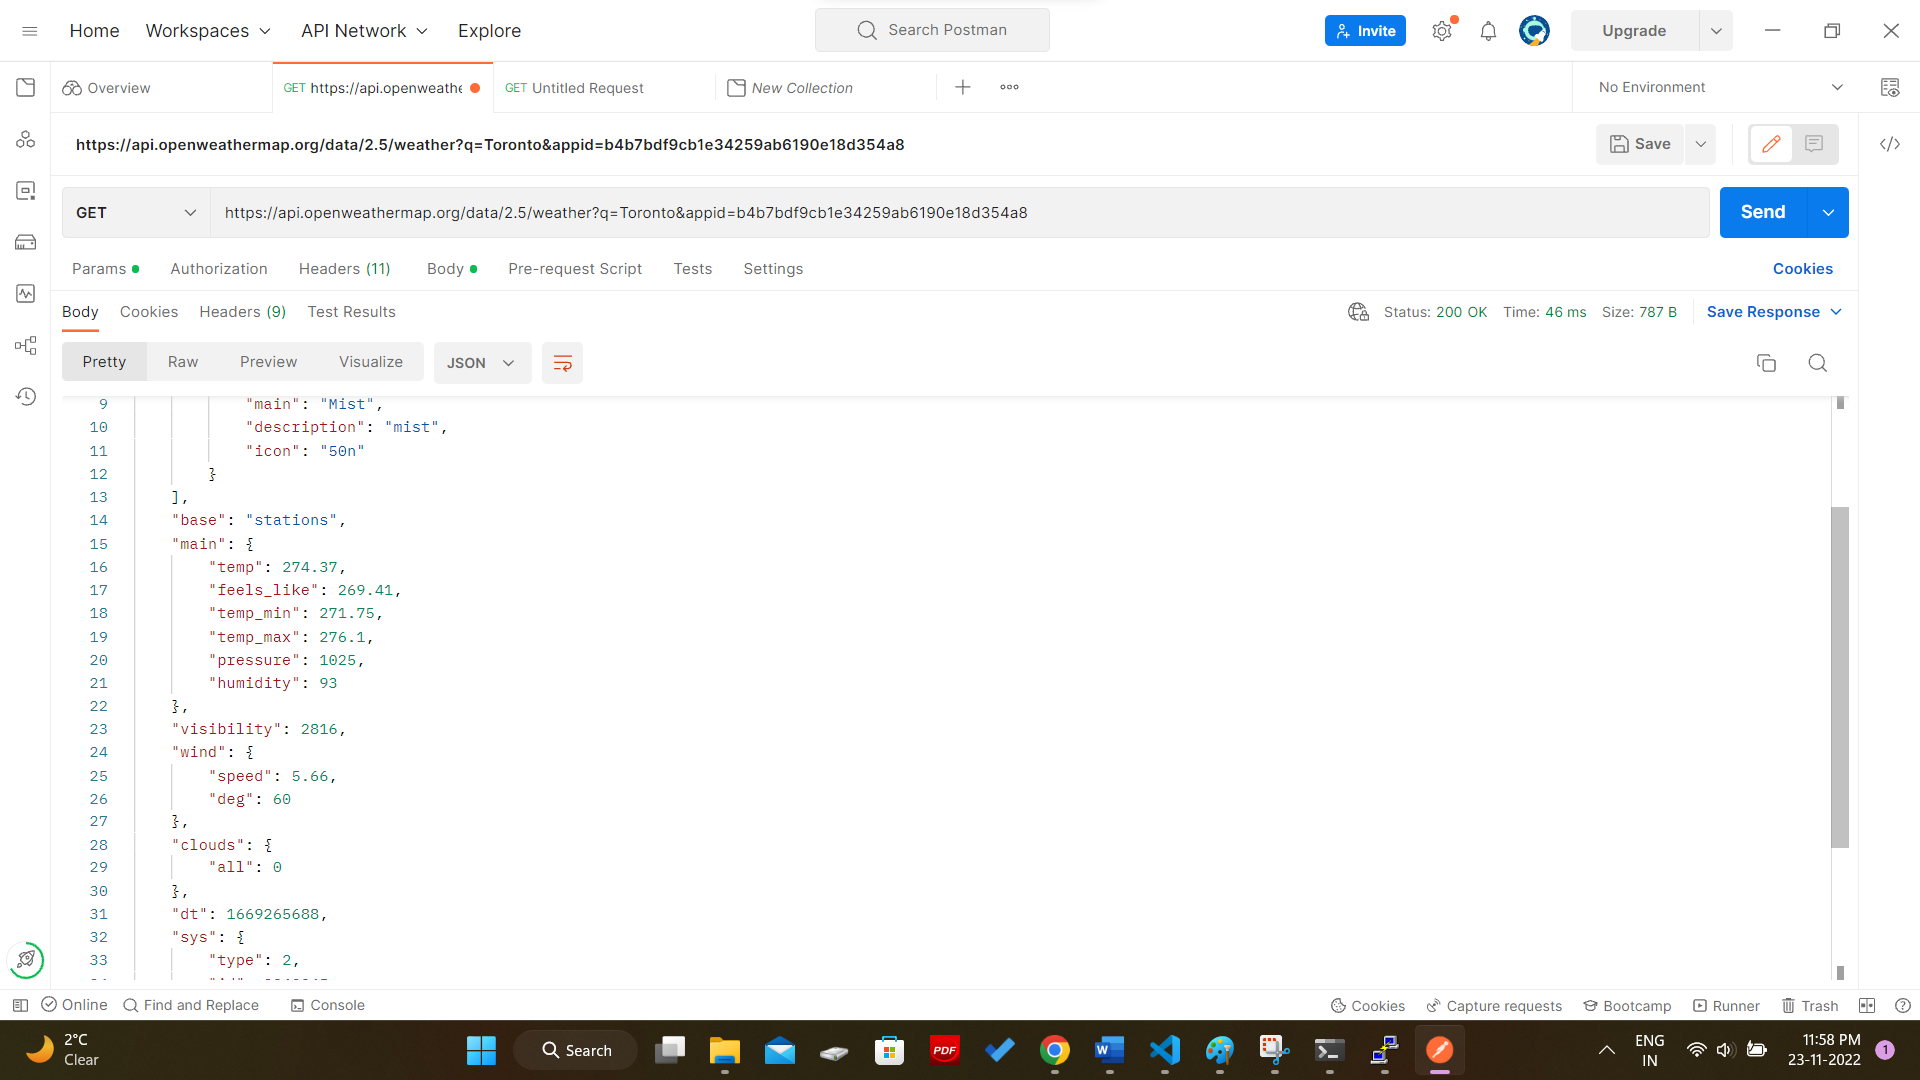 Home Workspaces API Network Explore Search Postman Invite Upgrade
Overview GET https://api.openweathe GET Untitled Request New Collection No Environment
https://api.openweathermap.org/data/2.5/weather?q=Toronto&appid=b4b7bdf9cb1e34259ab6190e18d354a8 Save
GET https://api.openweathermap.org/data/2.5/weather?q=Toronto&appid=b4b7bdf9cb1e34259ab6190e18d354a8 Send
Params Authorization Headers (11) Body Pre-request Script Tests Settings Cookies
Body Cookies Headers (9) Test Results Status: 200 OK Time: 46 ms Size: 787 B Save Response
Pretty Raw Preview Visualize JSON
9 "main": "Mist",
10 "description": "mist",
11 "icon": "50n"
12 }
13 ],
14 "base": "stations",
15 "main": {
16 "temp": 274.37,
17 "feels_like": 269.41,
18 "temp_min": 271.75,
19 "temp_max": 276.1,
20 "pressure": 1025,
21 "humidity": 93
22 },
23 "visibility": 2816,
24 "wind": {
25 "speed": 5.66,
26 "deg": 60
27 },
28 "clouds": {
29 "all": 0
30 },
31 "dt": 1669265688,
32 "sys": {
33 "type": 2,
Online Find and Replace Console Cookies Capture requests Bootcamp Runner Trash
2°C
Clear
Search
PDF
ENG
IN
11:58 PM
23-11-2022
1